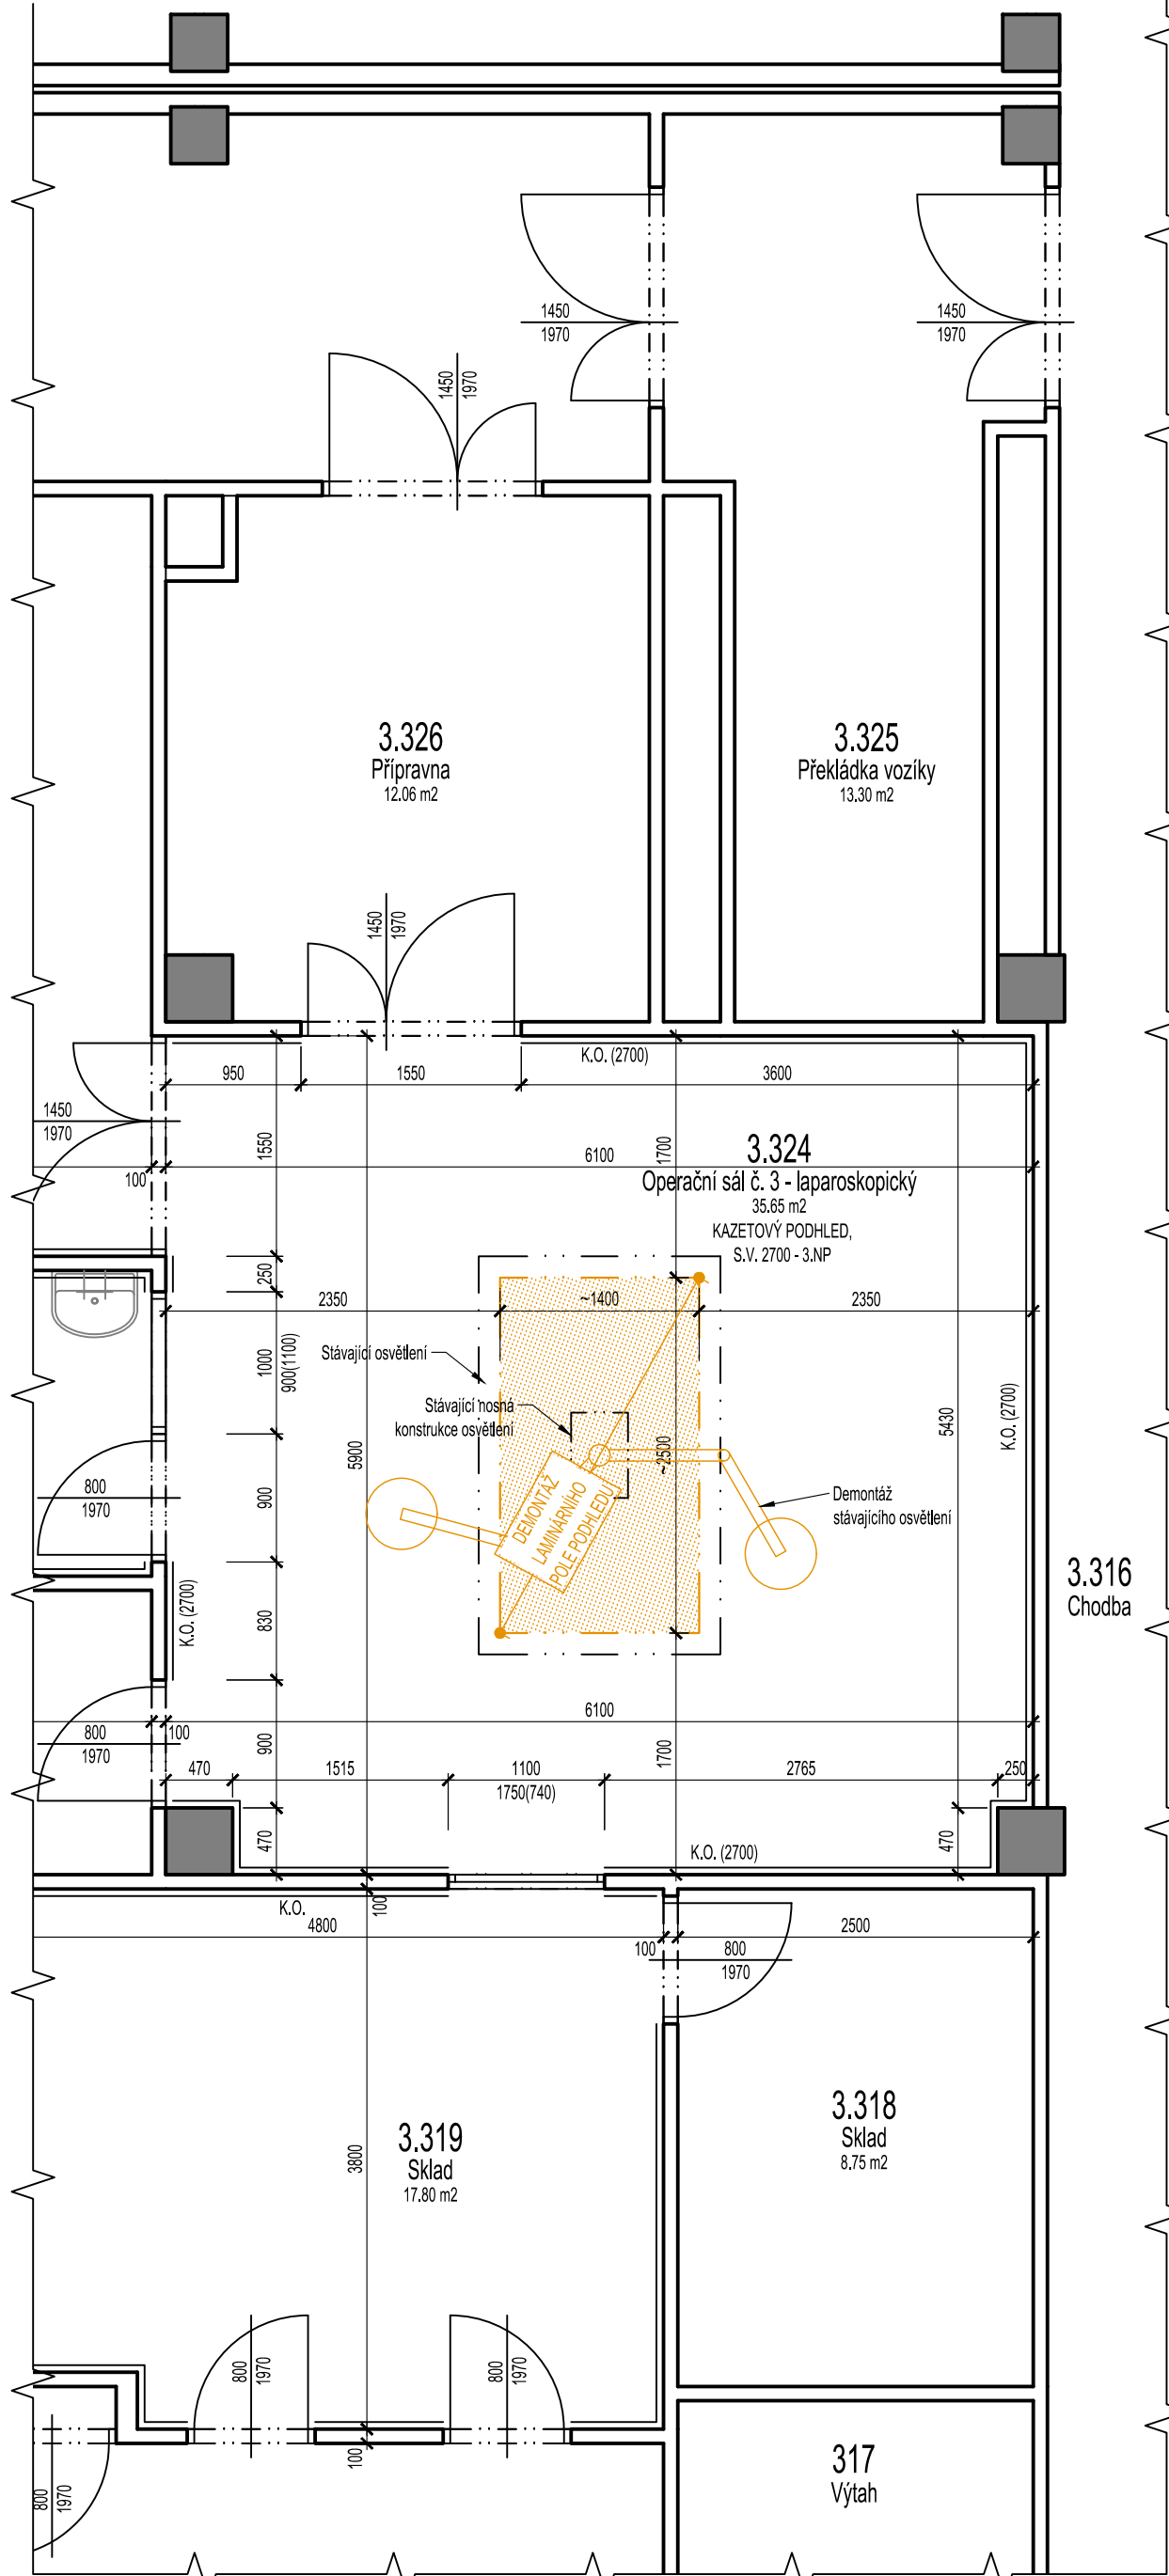 1450
1970
1450
1970
1450
1970
3.326
Přípravna
12.06 m2
3.325
Překládka vozíky
13.30 m2
1450
1970
K.O. (2700)
950
1550
3600
1450
1970
1550
1700
3.324
Operační sál č. 3 - laparoskopický
35.65 m2
KAZETOVÝ PODHLED,
S.V. 2700 - 3.NP
6100
100
250
2350
~1400
2350
1000
900(1100)
Stávající osvětlení
Stávající nosná
konstrukce osvětlení
5900
~2500
5430
K.O. (2700)
800
1970
900
DEMONTÁŽ
LAMINÁRNÍHO
POLE PODHLEDU
Demontáž
stávajícího osvětlení
3.316
Chodba
K.O. (2700)
830
6100
800
1970
100
900
1700
470
1515
1100
1750(740)
2765
250
470
470
K.O. (2700)
K.O.
100
4800
100
800
1970
2500
3.319
Sklad
17.80 m2
3800
3.318
Sklad
8.75 m2
800
1970
800
1970
100
317
Výtah
800
1970